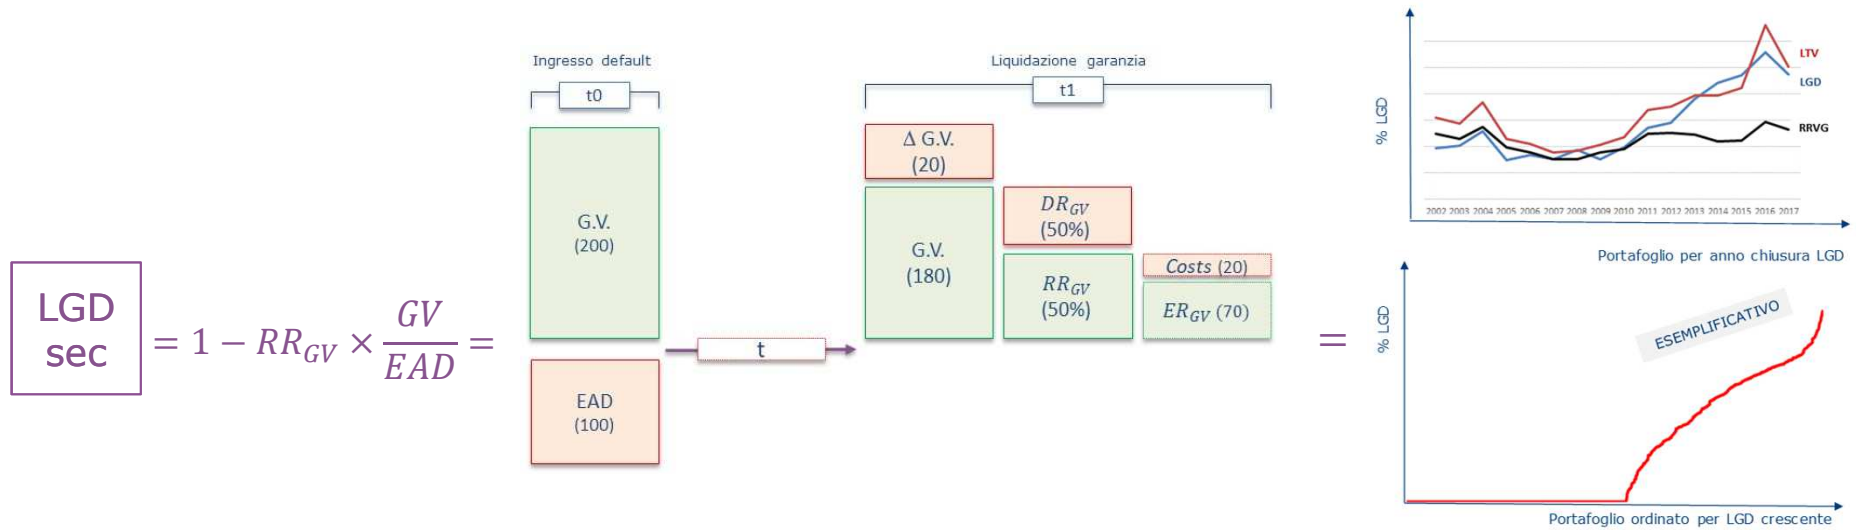 LGD
sec
= 1 − RR_GV × GV/EAD =
Ingresso default
t0
G.V.
(200)
EAD
(100)
t
Liquidazione garanzia
t1
Δ G.V.
(20)
G.V.
(180)
DR_GV
(50%)
RR_GV
(50%)
Costs (20)
ER_GV (70)
=
% LGD
LTV
LGD
RRVG
2002 2003 2004 2005 2006 2007 2008 2009 2010 2011 2012 2013 2014 2015 2016 2017
Portafoglio per anno chiusura LGD
% LGD
ESEMPLIFICATIVO
Portafoglio ordinato per LGD crescente